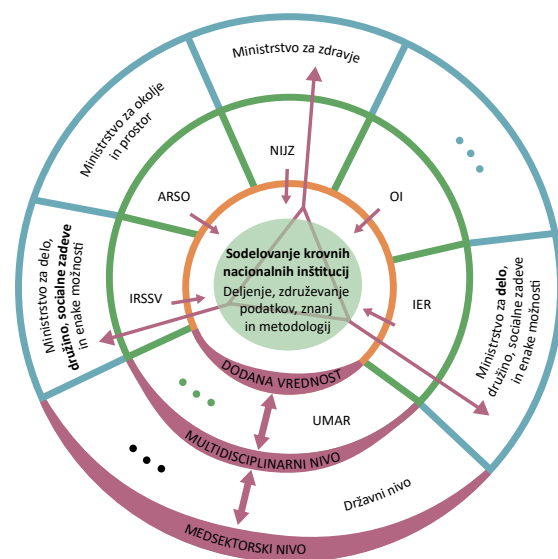 Ministrstvo za zdravje
Ministrstvo za okolje
in prostor
NIJZ
ARSO
OI
Sodelovanje krovnih
nacionalnih inštitucij
Deljenje, združevanje
podatkov, znanj
in metodologij
IRSSV
IER
Ministrstvo za delo,
družino, socialne zadeve
in enake možnosti
Ministrstvo za delo,
družino, socialne zadeve
in enake možnosti
DODANA VREDNOST
UMAR
MULTIDISCIPLINARNI NIVO
Državni nivo
MEDSEKTORSKI NIVO